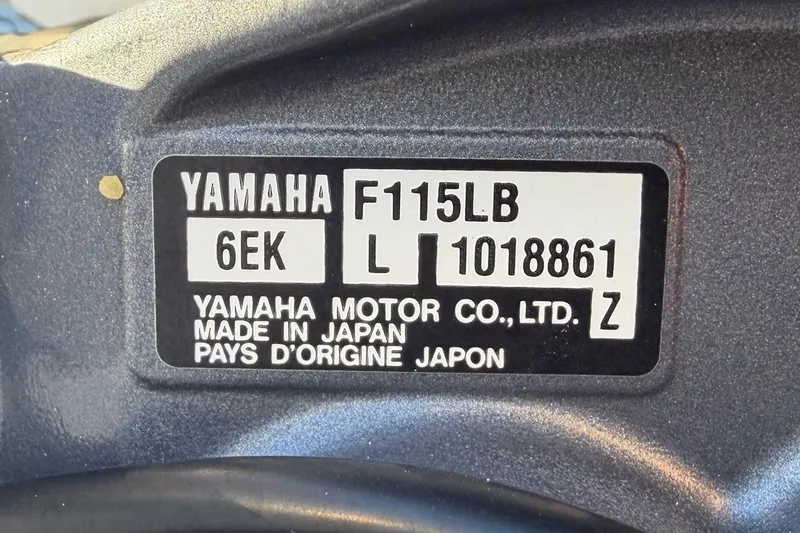 YAMAHA F115LB
6EK L 1018861
YAMAHA MOTOR CO., LTD. Z
MADE IN JAPAN
PAYS D'ORIGINE JAPON